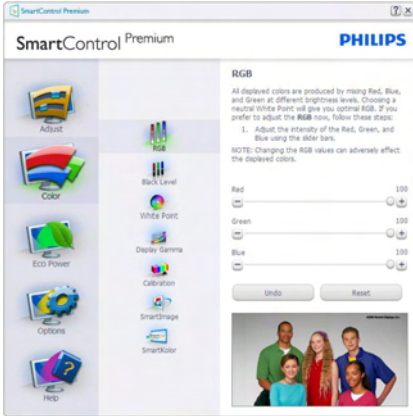 SmartControl Premium
SmartControl Premium
PHILIPS
Adjust
Color
Eco Power
Options
Help
RGB
Black Level
White Point
Display Gamma
Calibration
SmartImage
SmartKolor
RGB
All displayed colors are produced by mixing Red, Blue,
and Green at different brightness levels. Choosing a
neutral White Point will give you optimal RGB. If you
prefer to adjust the RGB now, follow these steps:
1. Adjust the intensity of the Red, Green, and
Blue using the slider bars.
NOTE: Changing the RGB values can adversely effect
the displayed colors.
Red 100
Green 100
Blue 100
Undo Reset